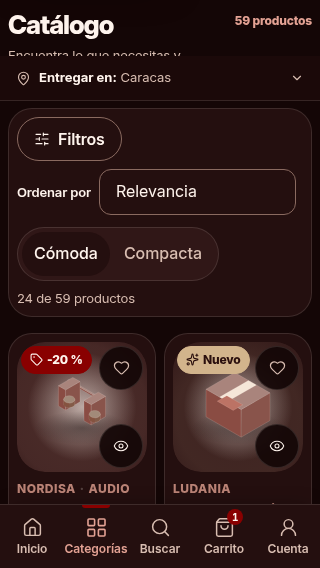 Catálogo
59 productos
Encuentra lo que necesitas y
Entregar en: Caracas
Filtros
Ordenar por
Relevancia
Cómoda
Compacta
24 de 59 productos
-20 %
Nuevo
NORDISA · AUDIO
LUDANIA
1
Inicio
Categorías
Buscar
Carrito
Cuenta